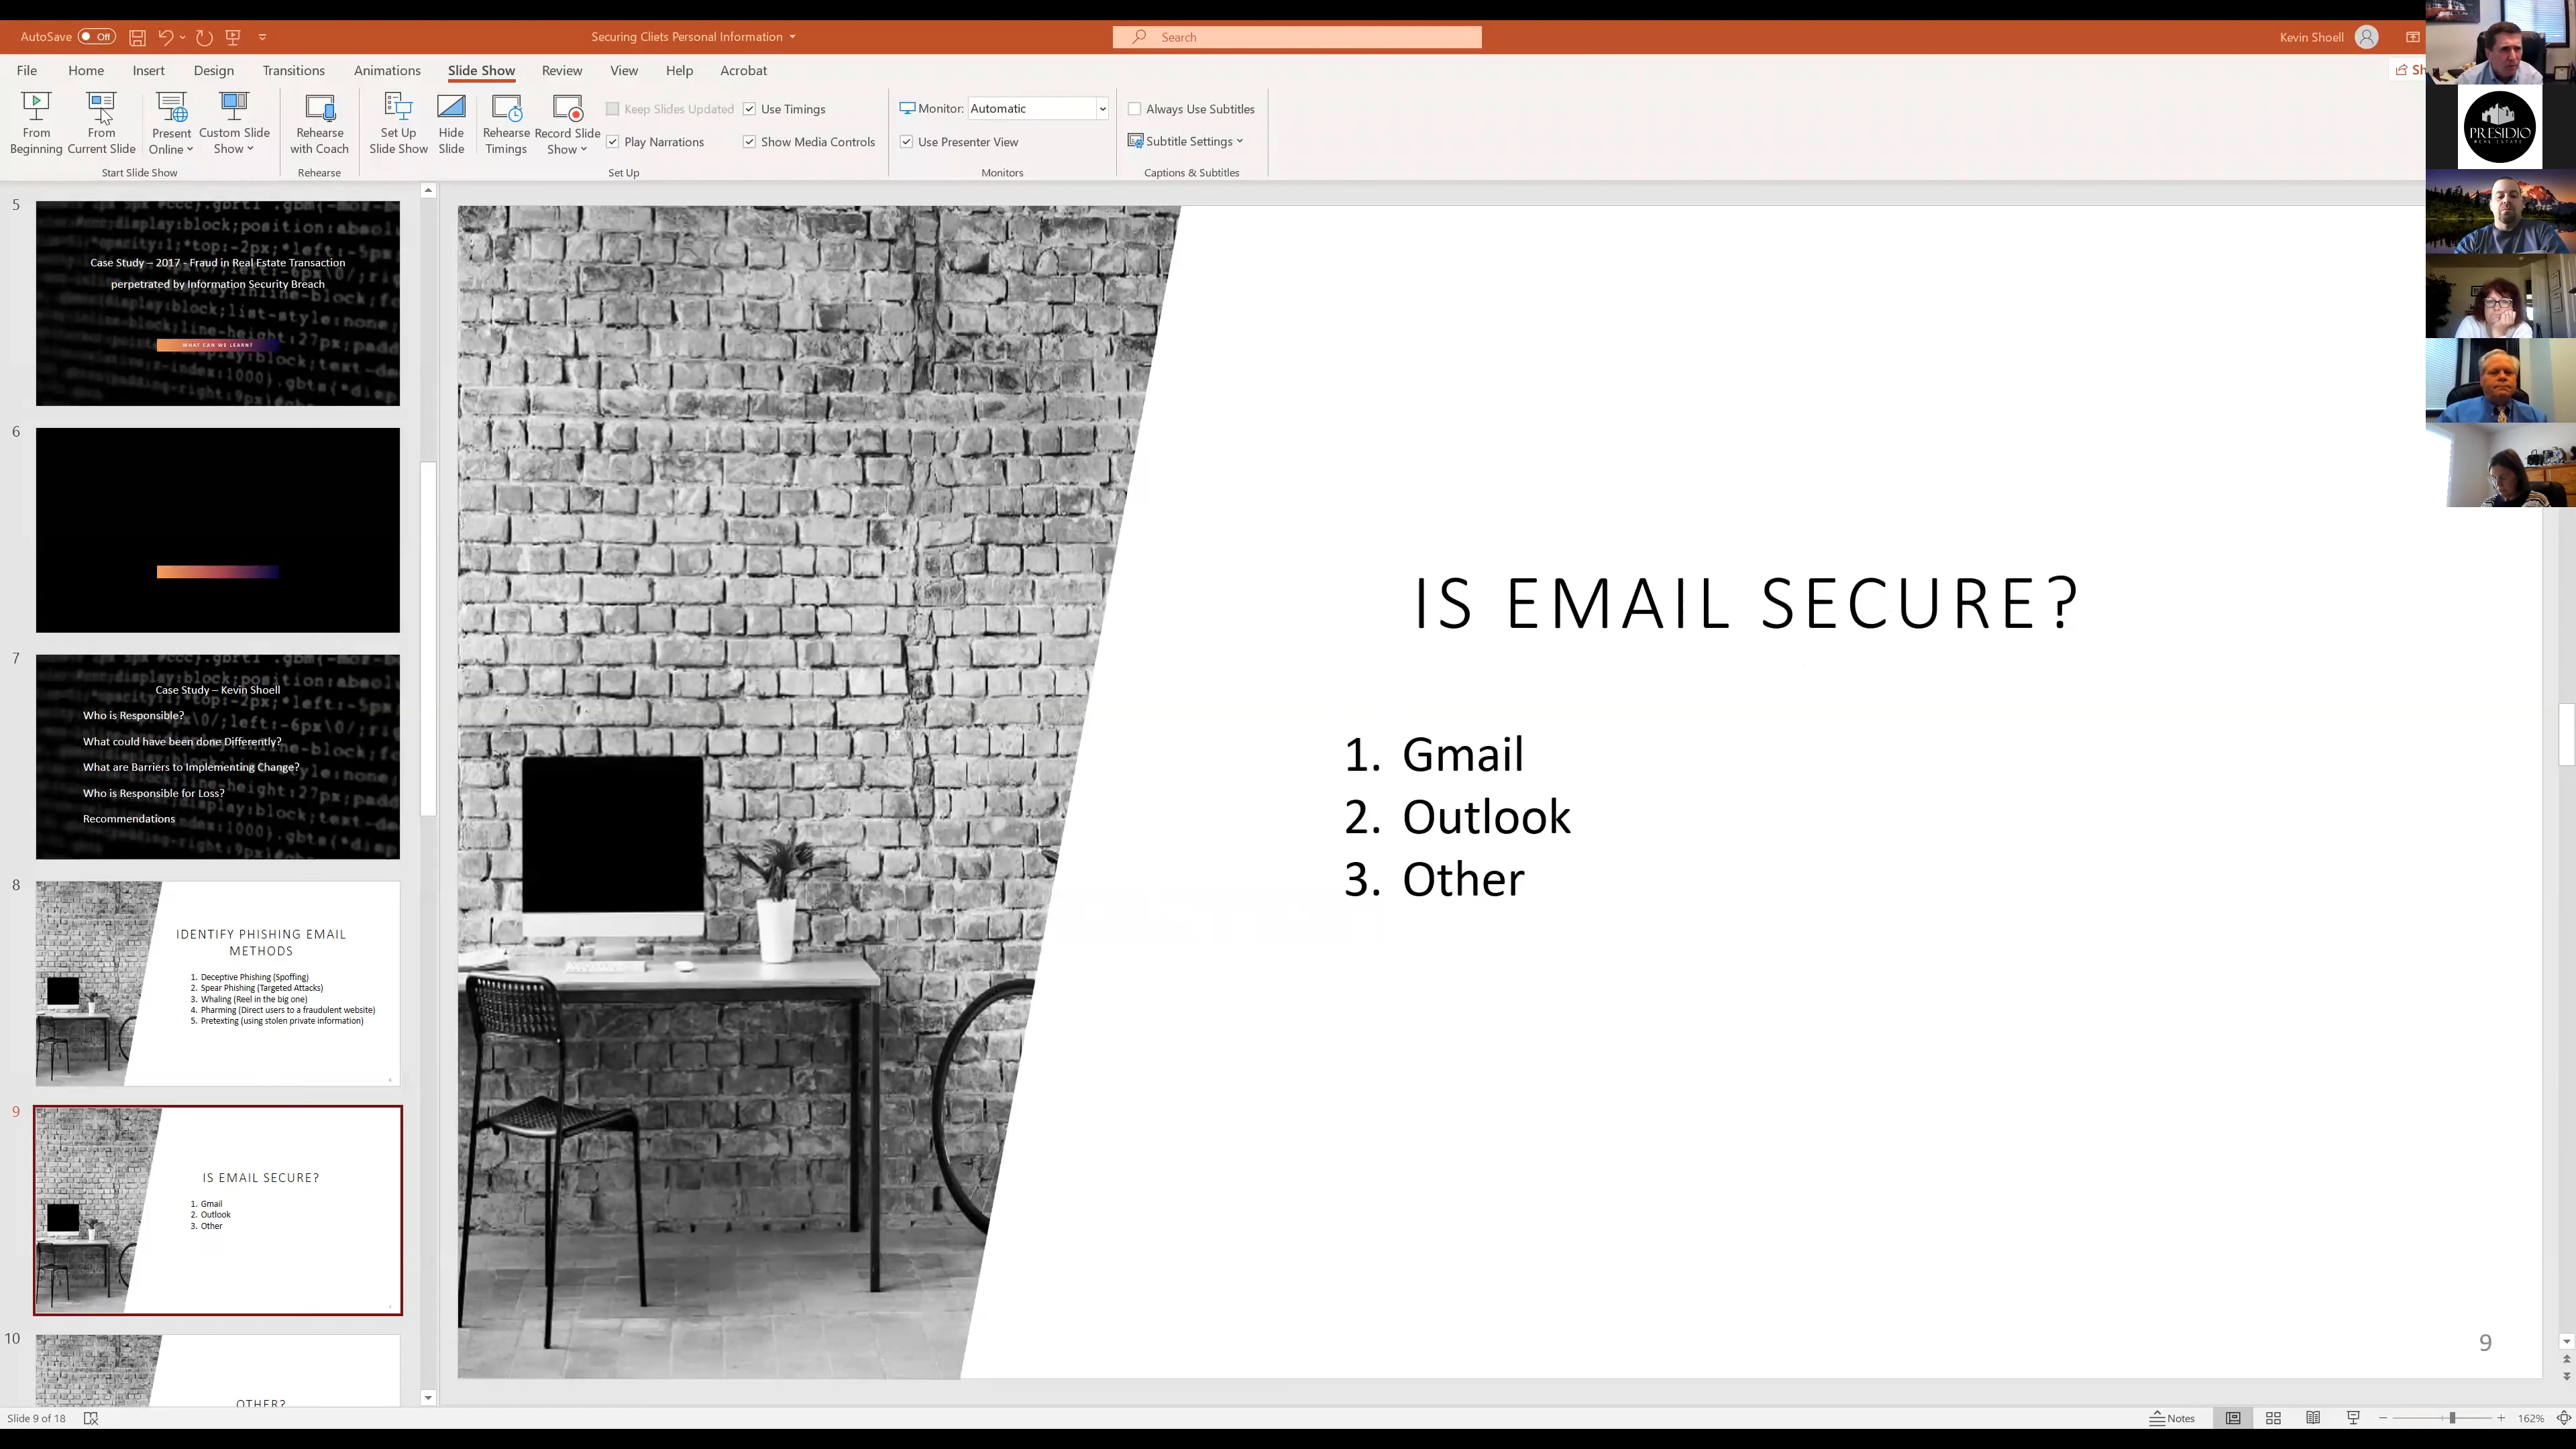 AutoSave Off
Securing Cliets Personal Information
Search
Kevin Shoell
File Home Insert Design Transitions Animations Slide Show Review View Help Acrobat
Sh
From Beginning
From Current Slide
Present Online
Custom Slide Show
Rehearse with Coach
Set Up Slide Show
Hide Slide
Rehearse Timings
Record Slide Show
Keep Slides Updated
Play Narrations
Use Timings
Show Media Controls
Monitor: Automatic
Use Presenter View
Always Use Subtitles
Subtitle Settings
Start Slide Show
Rehearse
Set Up
Monitors
Captions & Subtitles
PRESIDIO
REAL ESTATE
5
Case Study – 2017 - Fraud in Real Estate Transaction
perpetrated by Information Security Breach
WHAT CAN WE LEARN?
6
7
Case Study – Kevin Shoell
Who is Responsible?
What could have been done Differently?
What are Barriers to Implementing Change?
Who is Responsible for Loss?
Recommendations
8
IDENTIFY PHISHING EMAIL
METHODS
1. Deceptive Phishing (Spoffing)
2. Spear Phishing (Targeted Attacks)
3. Whaling (Reel in the big one)
4. Pharming (Direct users to a fraudulent website)
5. Pretexting (using stolen private information)
9
IS EMAIL SECURE?
1. Gmail
2. Outlook
3. Other
10
OTHER?
IS EMAIL SECURE?
1. Gmail
2. Outlook
3. Other
9
Slide 9 of 18
Notes
162%